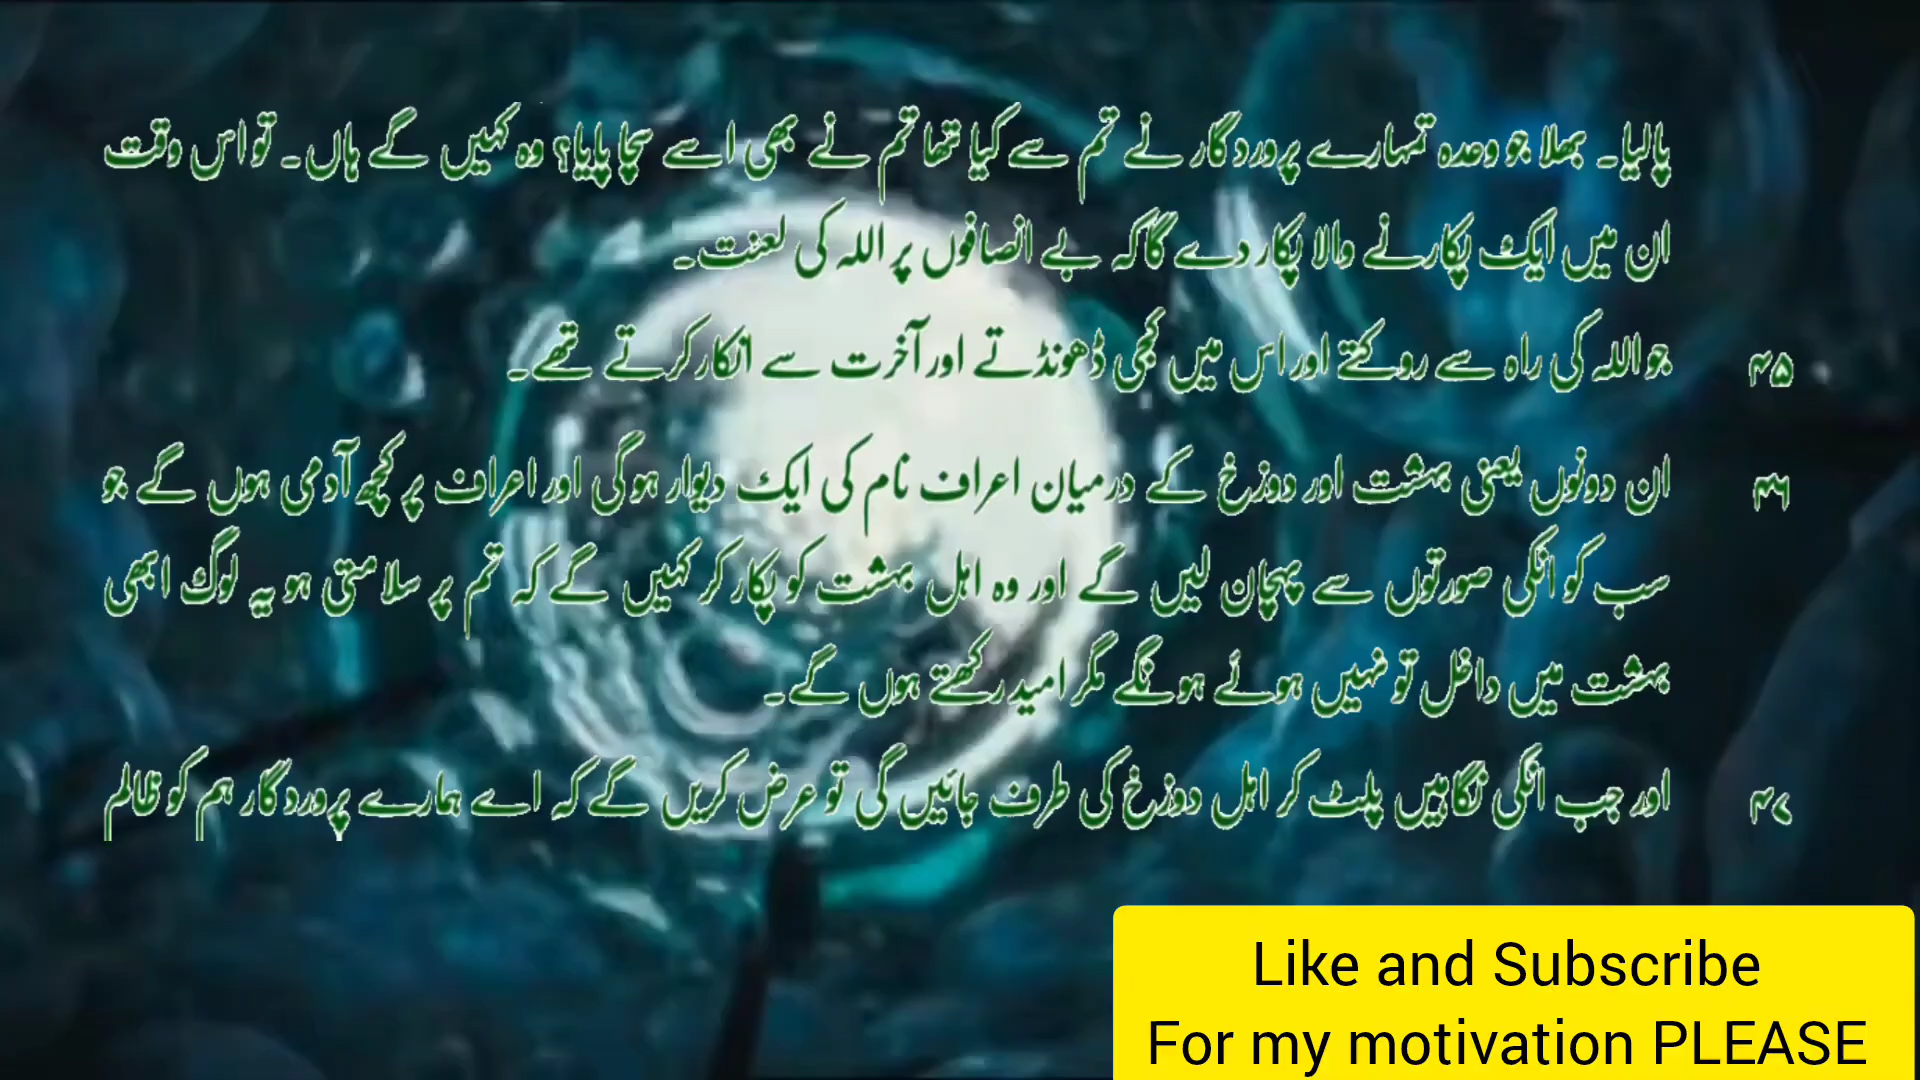 پالیا۔ بھلا جو وعدہ تمہارے پروردگار نے تم سے کیا تھا تم نے بھی اسے سچا پایا؟ وہ کہیں گے ہاں۔ تو اس وقت
ان میں ایک پکارنے والا پکار دے گا کہ بے انصافوں پر اللہ کی لعنت۔
۴۵ جو اللہ کی راہ سے روکتے اور اس میں کجی ڈھونڈتے اور آخرت سے انکار کرتے تھے۔
۴۶ ان دونوں یعنی بہشت اور دوزخ کے درمیان اعراف نام کی ایک دیوار ہو گی اور اعراف پر کچھ آدمی ہوں گے جو
سب کو انکی صورتوں سے پہچان لیں گے اور وہ اہل بہشت کو پکار کر کہیں گے کہ تم پر سلامتی ہو یہ لوگ ابھی
بہشت میں داخل تو نہیں ہوئے ہونگے مگر امید رکھتے ہوں گے۔
۴۷ اور جب انکی نگاہیں پلٹ کر اہل دوزخ کی طرف جائیں گی تو عرض کریں گے کہ اے ہمارے پروردگار ہم کو ظالم
Like and Subscribe
For my motivation PLEASE